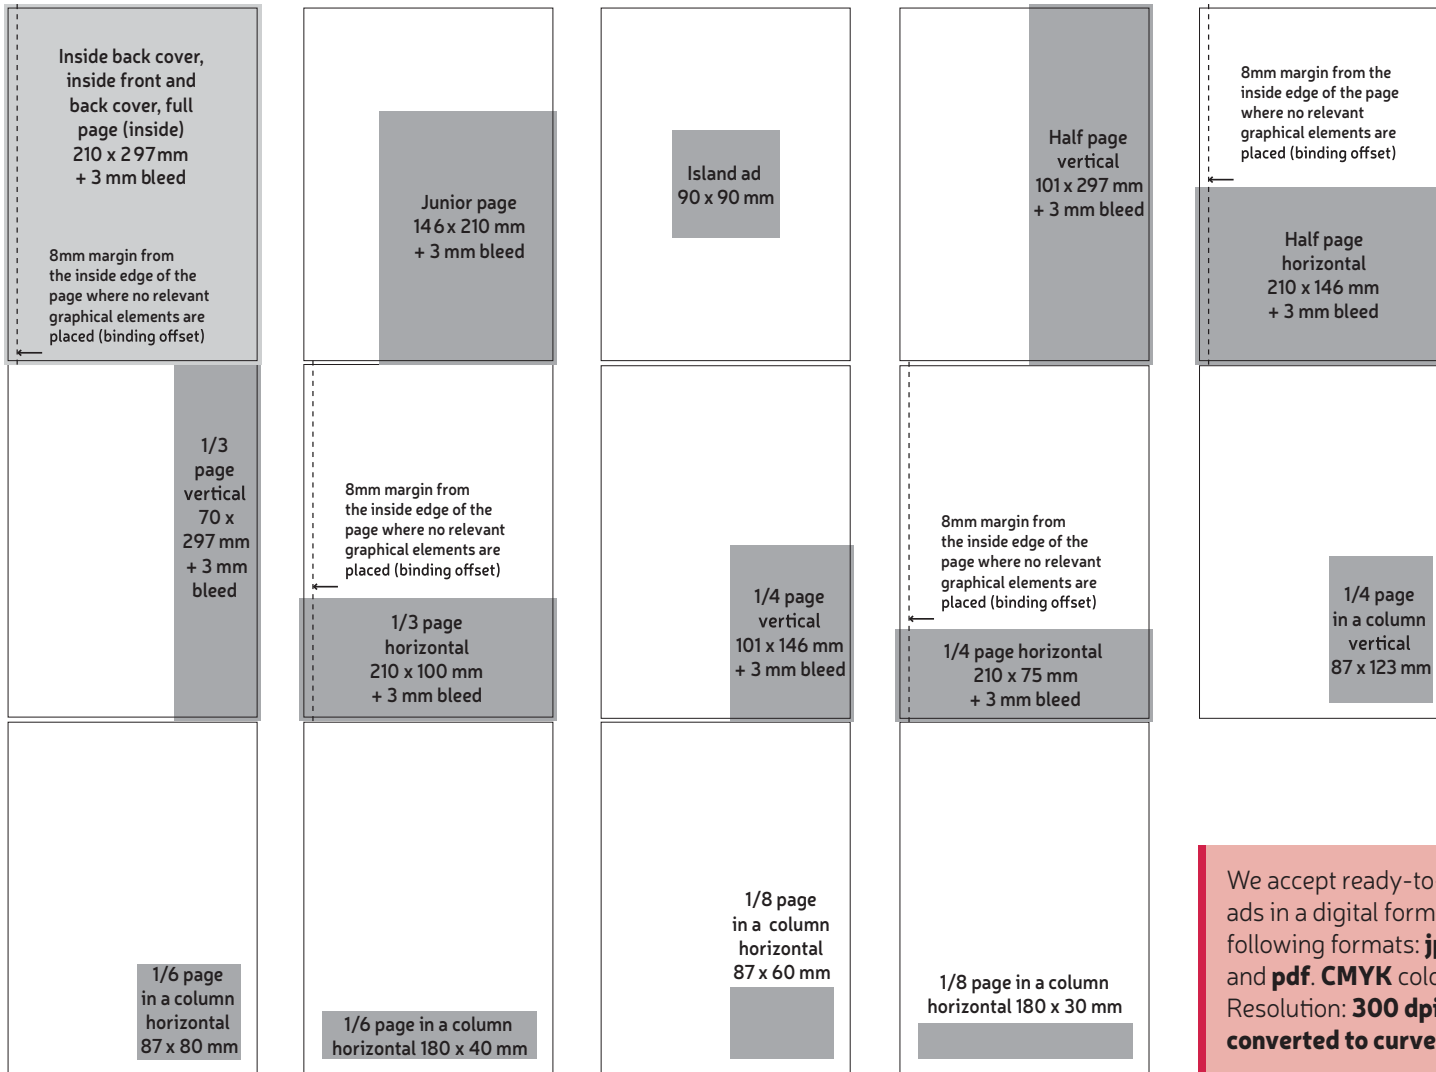 Inside back cover,
inside front and
back cover, full
page (inside)
210 x 297mm
+ 3 mm bleed
8mm margin from
the inside edge of the
page where no relevant
graphical elements are
placed (binding offset)
Junior page
146 x 210 mm
+ 3 mm bleed
Island ad
90 x 90 mm
Half page
vertical
101 x 297 mm
+ 3 mm bleed
8mm margin from the
inside edge of the page
where no relevant
graphical elements are
placed (binding offset)
Half page
horizontal
210 x 146 mm
+ 3 mm bleed
1/3
page
vertical
70 x
297 mm
+ 3 mm
bleed
8mm margin from
the inside edge of the
page where no relevant
graphical elements are
placed (binding offset)
1/3 page
horizontal
210 x 100 mm
+ 3 mm bleed
1/4 page
vertical
101 x 146 mm
+ 3 mm bleed
8mm margin from
the inside edge of the
page where no relevant
graphical elements are
placed (binding offset)
1/4 page horizontal
210 x 75 mm
+ 3 mm bleed
1/4 page
in a column
vertical
87 x 123 mm
1/6 page
in a column
horizontal
87 x 80 mm
1/6 page in a column
horizontal 180 x 40 mm
1/8 page
in a column
horizontal
87 x 60 mm
1/8 page in a column
horizontal 180 x 30 mm
We accept ready-to
ads in a digital form
following formats:
and pdf. CMYK
Resolution: 300 dpi
converted to curve